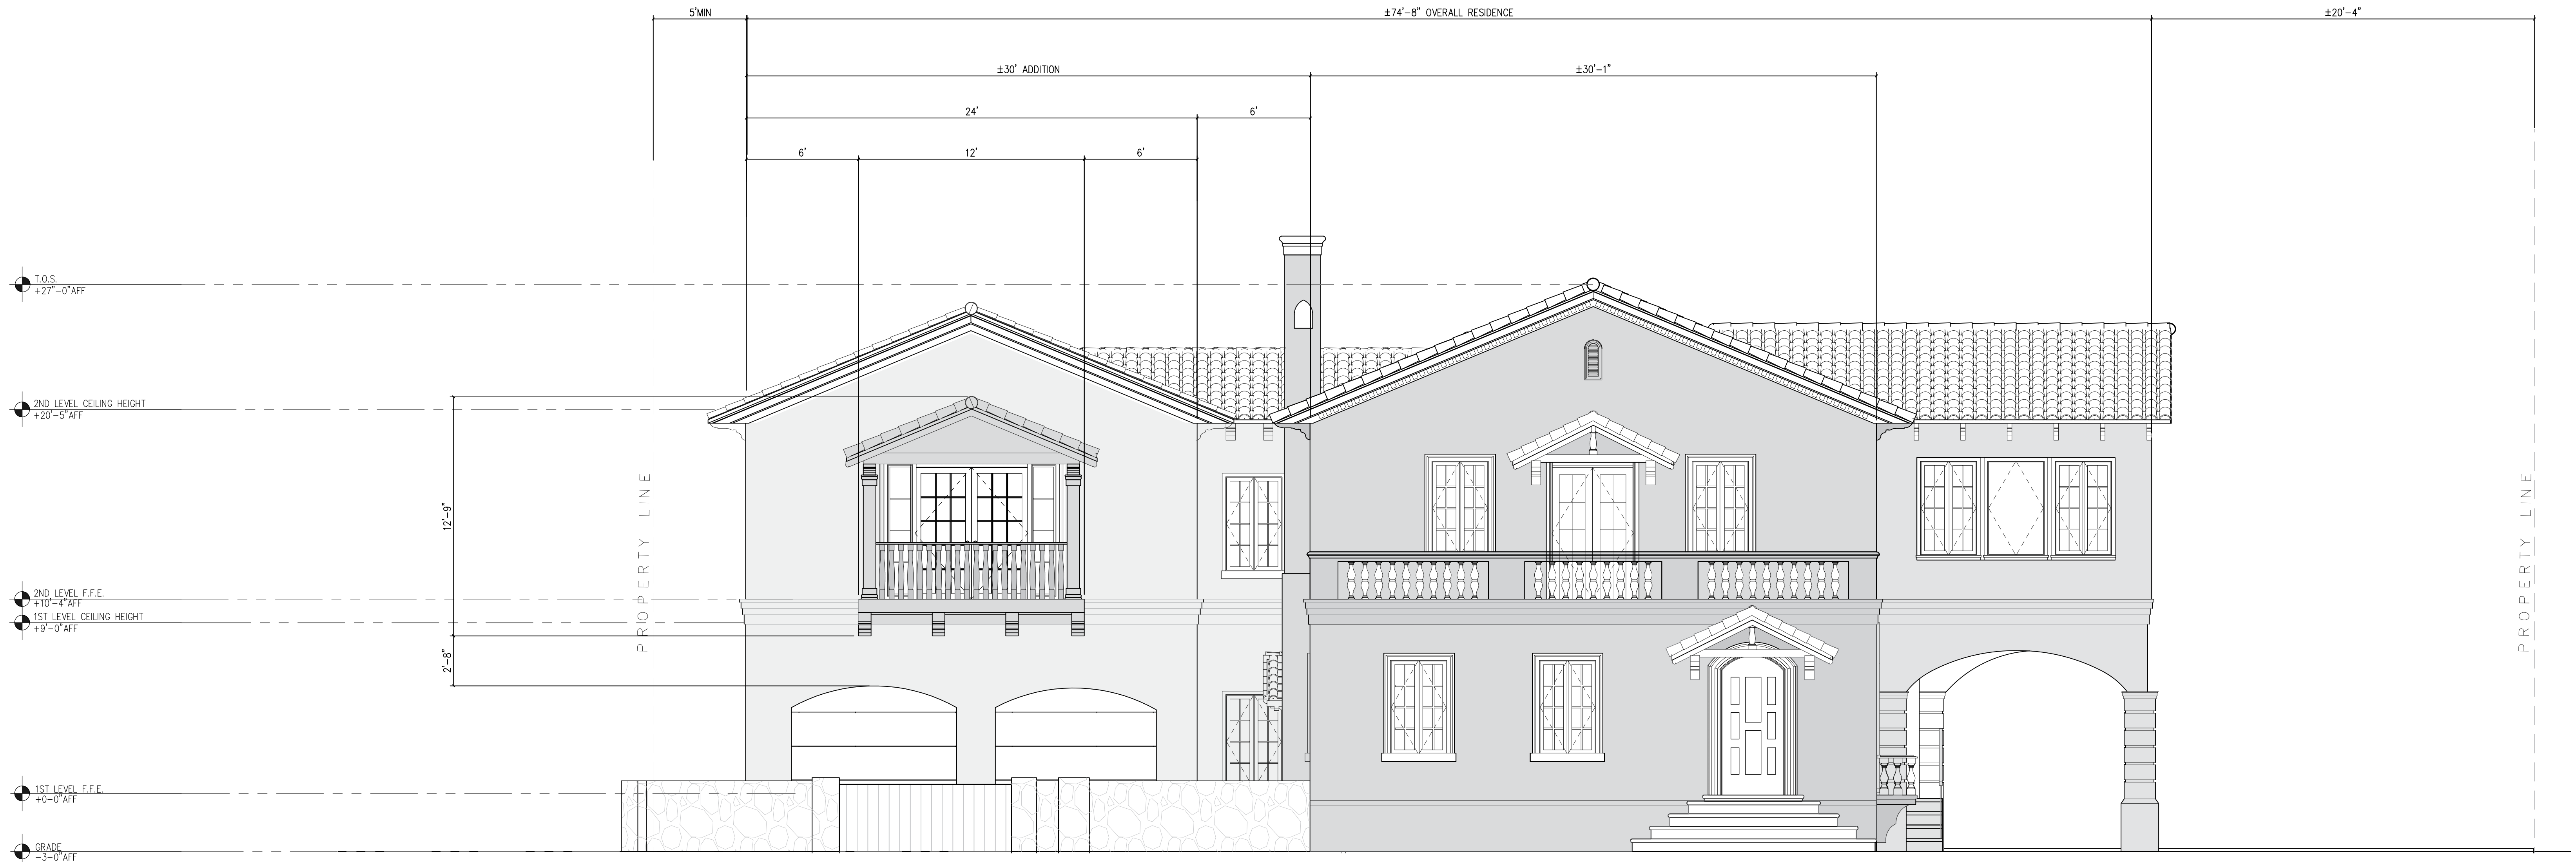 5'MIN
±74'-8" OVERALL RESIDENCE
±20'-4"
±30' ADDITION
±30'-1"
24'
6'
6'
12'
6'
T.O.S.
+27"-0"AFF
2ND LEVEL CEILING HEIGHT
+20'-5"AFF
12'-9"
PROPERTY LINE
PROPERTY LINE
2ND LEVEL F.F.E.
+10'-4"AFF
1ST LEVEL CEILING HEIGHT
+9'-0"AFF
2'-8"
1ST LEVEL F.F.E.
+0-0"AFF
GRADE
-3-0"AFF